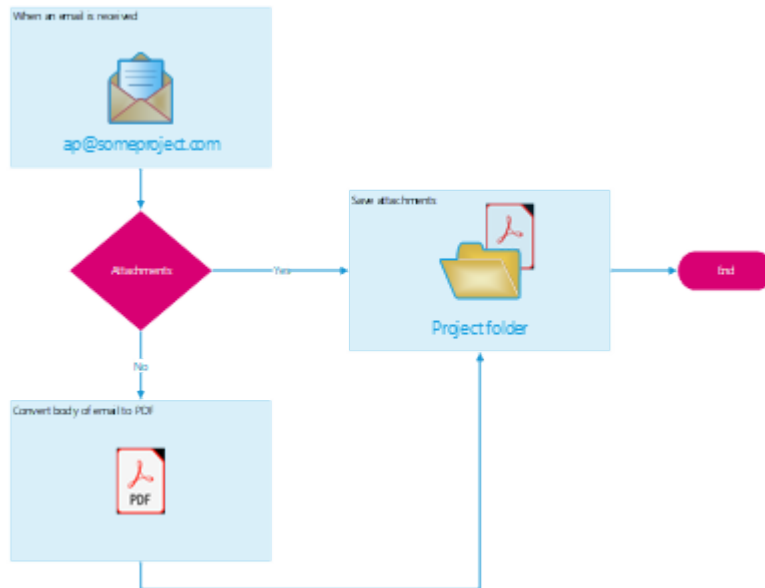 When an email is received
ap@someproject.com
Save attachments
Attachments
Yes
End
Project folder
No
Convert body of email to PDF
PDF